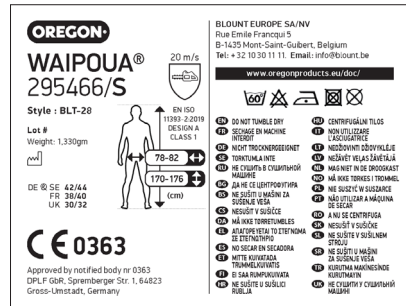 OREGON
WAIPOUA®
295466/S
20 m/s
Style : BLT-28
Lot #
Weight: 1,330gm
EN ISO
11393-2:2019
DESIGN A
CLASS 1
78-82
170-176
(cm)
DE & SE 42/44
FR 38/40
UK 30/32
CE 0363
Approved by notified body nr 0363
DPLF GbR, Spremberger Str. 1, 64823
Gross-Umstadt, Germany
BLOUNT EUROPE SA/NV
Rue Emile Francqui 5
B-1435 Mont-Saint-Guibert, Belgium
Tel: +32 10 30 11 11. Email: info@blount.be
www.oregonproducts.eu/doc/
60
EN DO NOT TUMBLE DRY
FR SECHAGE EN MACHINE
INTERDIT
DE NICHT TROCKNERGEEIGNET
SE TORKTUMLA INTE
RU НЕ СУШИТЬ В СУШИЛЬНОЙ
МАШИНЕ
BG ДА НЕ СЕ ЦЕНТРОФУГИРА
BS NE SUŠITI U MAŠINI ZA
SUŠENJE VEŠA
CS NESUŠIT V SUŠIČCE
DA MÅ IKKE TORRETUMBLES
EL ΑΠΑΓΟΡΕΥΕΤΑΙ ΤΟ ΣΤΕΓΝΩΜΑ
ΣΕ ΣΤΕΓΝΩΤΗΡΙΟ
ES NO SECAR EN SECADORA
ET MITTE KUIVATADA
TRUMMELKUIVATIS
FI EI SAA RUMPUKUIVATA
HR NE SUŠITE U SUŠILICI
RUBLJA
HU CENTRIFUGÁLNI TILOS
IT NON UTILIZZARE
L'ASCIUGATRICE
LT NEDŽIOVINTI DŽIOVYKLĖJE
LV NEŽĀVĒT VEĻAS ŽĀVĒTĀJĀ
NL MAG NIET IN DE DROOGKAST
NO MÅ IKKE TØRKES I TROMMEL
PL NIE SUSZYĆ W SUSZARCE
PT NÃO UTILIZAR A MÁQUINA
DE SECAR
RO A NU SE CENTRIFUGA
SK NESUŠIŤ V SUŠIČKE
SL NE SUŠITE V SUŠILNEM
STROJU
SR NE SUŠITI U MAŠINI
ZA SUŠENJE VEŠA
TR KURUTMA MAKİNESİNDE
KURUTMAYIN
UK НЕ СУШИТИ У СУШИЛЬНІЙ
МАШИНІ